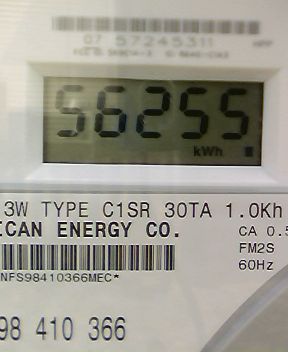 07 57245311
56255
kWh
3W TYPE C1SR 30TA 1.0Kh
ICAN ENERGY CO.
CA 0.5
FM2S
60Hz
NFS98410366MEC*
98 410 366